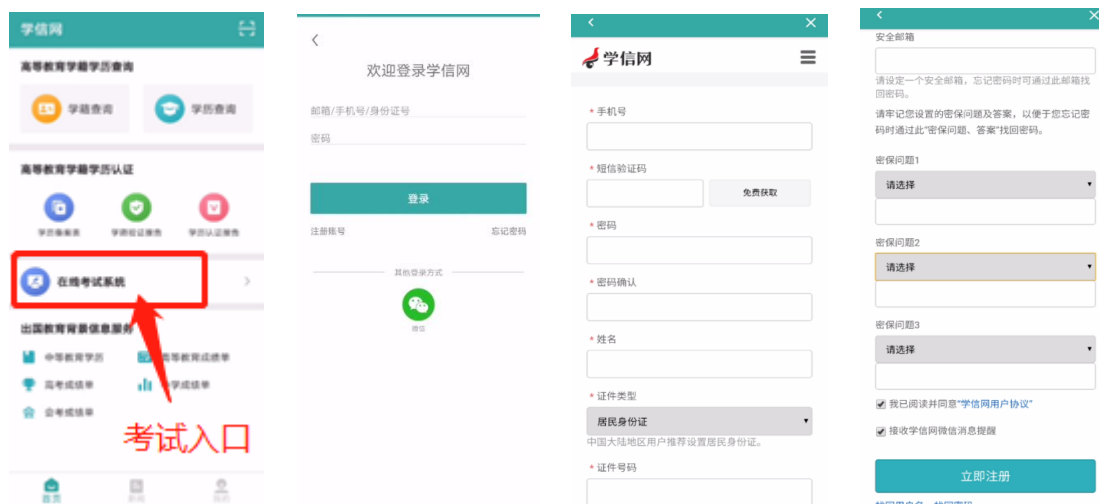 学信网
高等教育学籍学历查询
学籍查询
学历查询
高等教育学籍学历认证
在线考试系统
出国教育背景信息服务
中等教育学历
高等教育成绩单
高考成绩单
中学成绩单
会考成绩单
考试入口
首页
欢迎登录学信网
邮箱/手机号/身份证号
密码
登录
注册账号
忘记密码
其他登录方式
微信
学信网
* 手机号
* 短信验证码
免费获取
* 密码
* 密码确认
* 姓名
* 证件类型
居民身份证
中国大陆地区用户推荐设置居民身份证。
* 证件号码
安全邮箱
请设定一个安全邮箱，忘记密码时可通过此邮箱找
回密码。
请牢记您设置的密保问题及答案，以便于您忘记密
码时通过此“密保问题、答案”找回密码。
密保问题1
请选择
密保问题2
请选择
密保问题3
请选择
我已阅读并同意“学信网用户协议”
接收学信网微信消息提醒
立即注册
找回用户名 找回密码